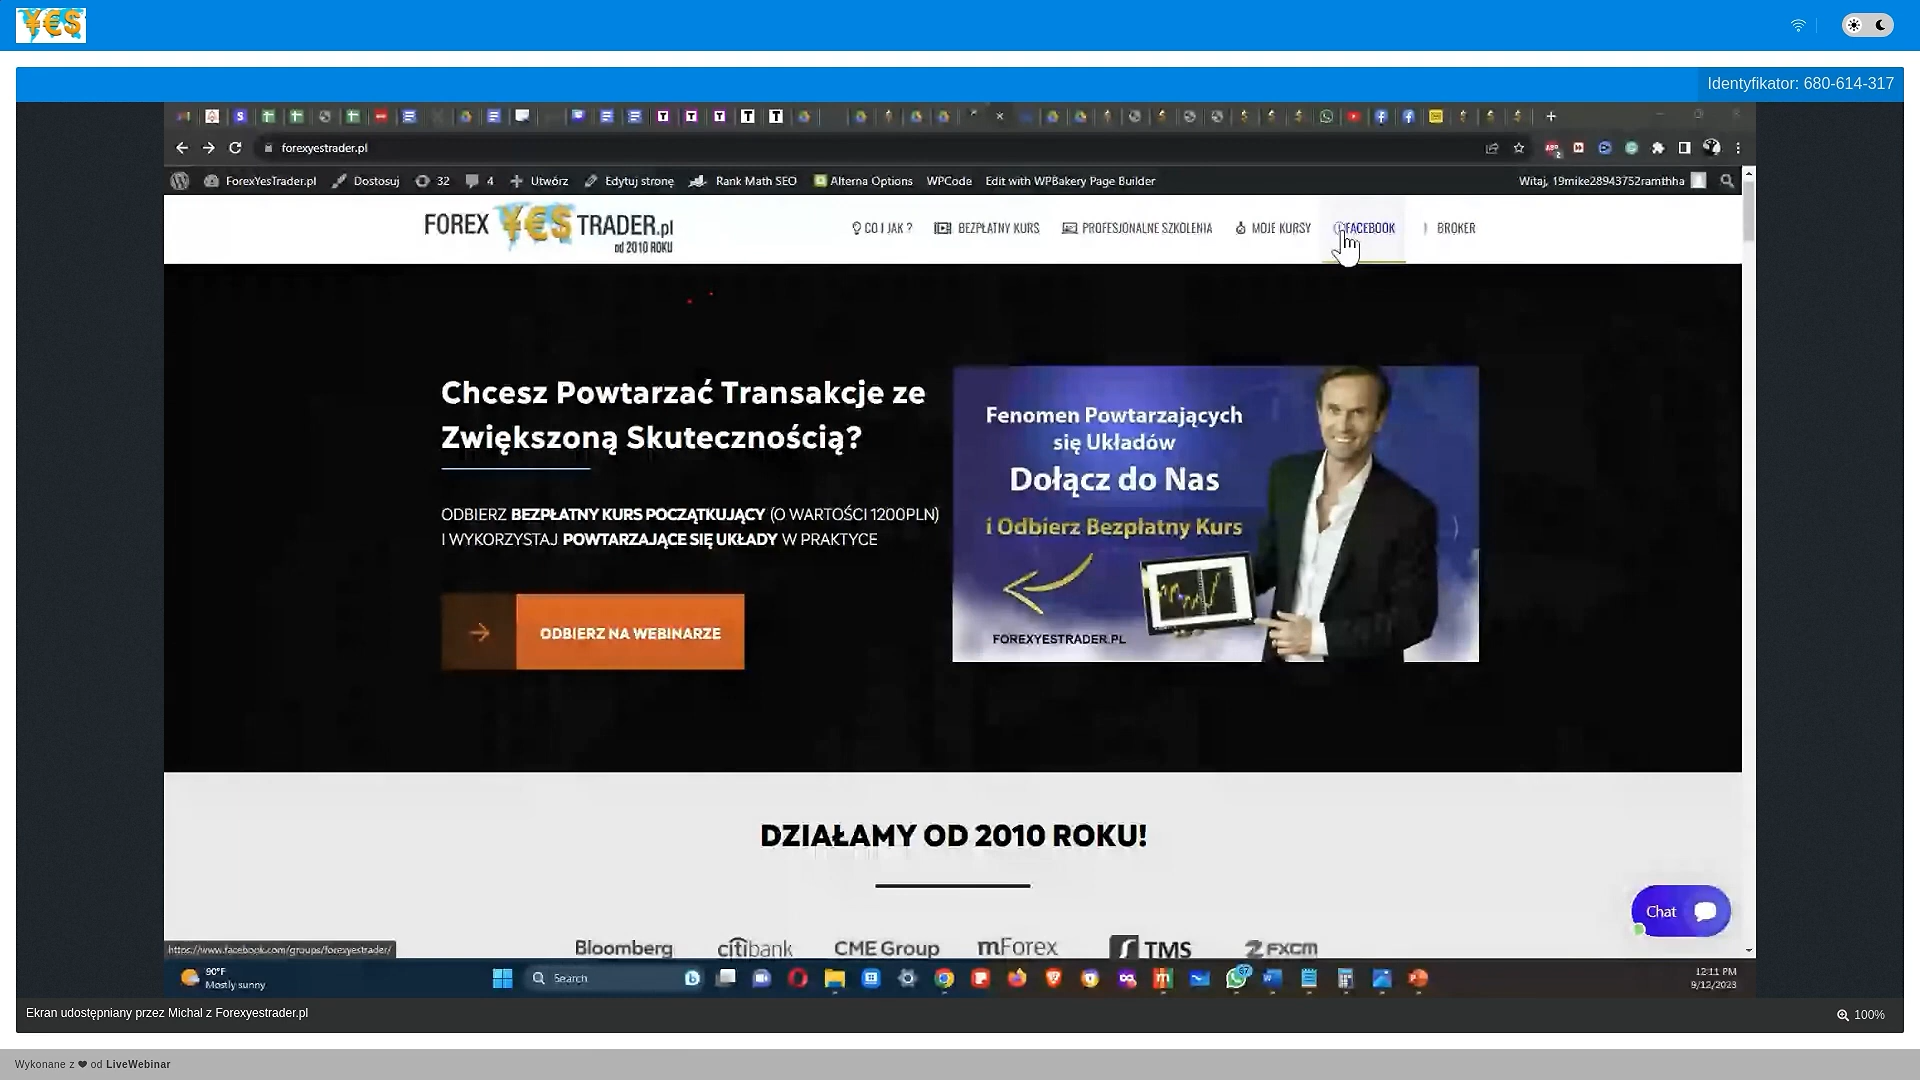 ¥€$
Identyfikator: 680-614-317
forexyestrader.pl
ForexYesTrader.pl
Dostosuj
32
4
Utwórz
Edytuj stronę
Rank Math SEO
Alterna Options
WPCode
Edit with WPBakery Page Builder
Witaj, 19mike28943752ramthha
FOREX ¥€$ TRADER.pl
od 2010 ROKU
CO I JAK ?
BEZPŁATNY KURS
PROFESJONALNE SZKOLENIA
MOJE KURSY
FACEBOOK
BROKER
Chcesz Powtarzać Transakcje ze
Zwiększoną Skutecznością?
ODBIERZ BEZPŁATNY KURS POCZĄTKUJĄCY (O WARTOŚCI 1200PLN)
I WYKORZYSTAJ POWTARZAJĄCE SIĘ UKŁADY W PRAKTYCE
ODBIERZ NA WEBINARZE
Fenomen Powtarzających
się Układów
Dołącz do Nas
i Odbierz Bezpłatny Kurs
FOREXYESTRADER.PL
DZIAŁAMY OD 2010 ROKU!
Bloomberg
citibank
CME Group
mForex
TMS
FXCM
Chat
https://www.facebook.com/groups/forexyestrader/
90°F
Mostly sunny
Search
12:11 PM
9/12/2023
Ekran udostępniany przez Michal z Forexyestrader.pl
100%
Wykonane z ❤ od LiveWebinar